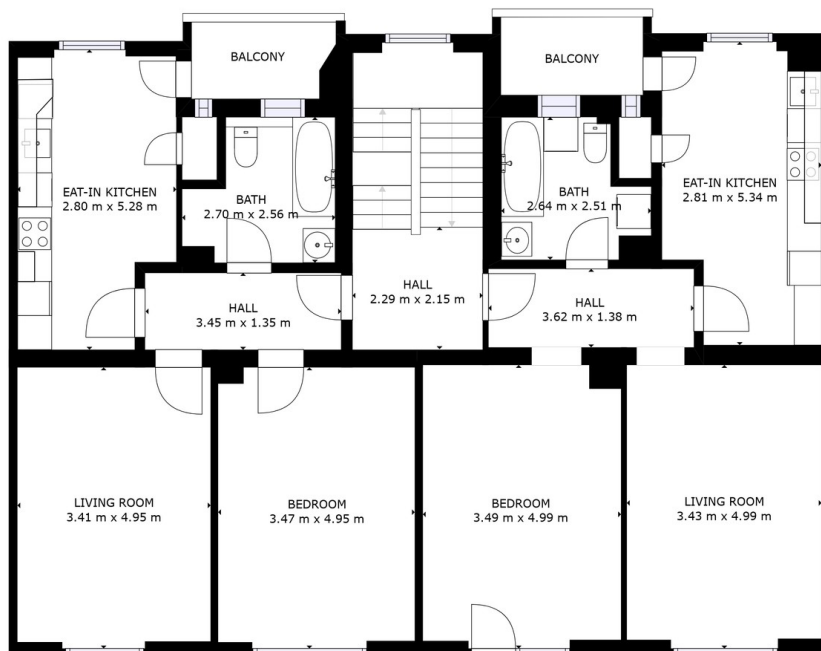 BALCONY
BALCONY
EAT-IN KITCHEN
2.80 m x 5.28 m
BATH
2.70 m x 2.56 m
BATH
2.64 m x 2.51 m
EAT-IN KITCHEN
2.81 m x 5.34 m
HALL
3.45 m x 1.35 m
HALL
2.29 m x 2.15 m
HALL
3.62 m x 1.38 m
LIVING ROOM
3.41 m x 4.95 m
BEDROOM
3.47 m x 4.95 m
BEDROOM
3.49 m x 4.99 m
LIVING ROOM
3.43 m x 4.99 m